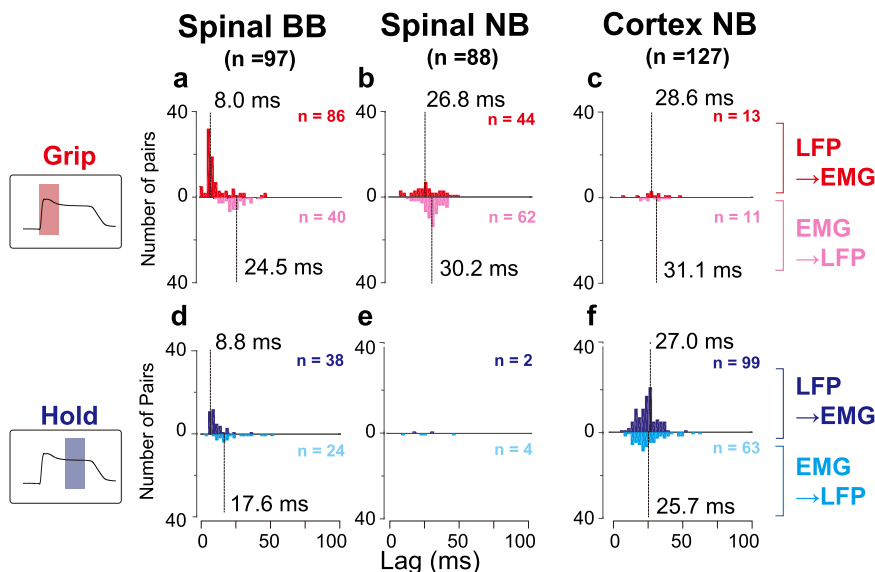 Spinal BB
(n =97)
Spinal NB
(n =88)
Cortex NB
(n =127)
Grip
Number of pairs
a
40
0
40
8.0 ms
n = 86
n = 40
24.5 ms
b
40
0
40
26.8 ms
n = 44
n = 62
30.2 ms
c
40
0
40
28.6 ms
n = 13
n = 11
31.1 ms
LFP
→EMG
EMG
→LFP
Hold
Number of Pairs
d
40
0
40
8.8 ms
n = 38
n = 24
17.6 ms
0 50 100
e
40
0
40
n = 2
n = 4
0 50 100
f
40
0
40
27.0 ms
n = 99
n = 63
25.7 ms
0 50 100
LFP
→EMG
EMG
→LFP
Lag (ms)